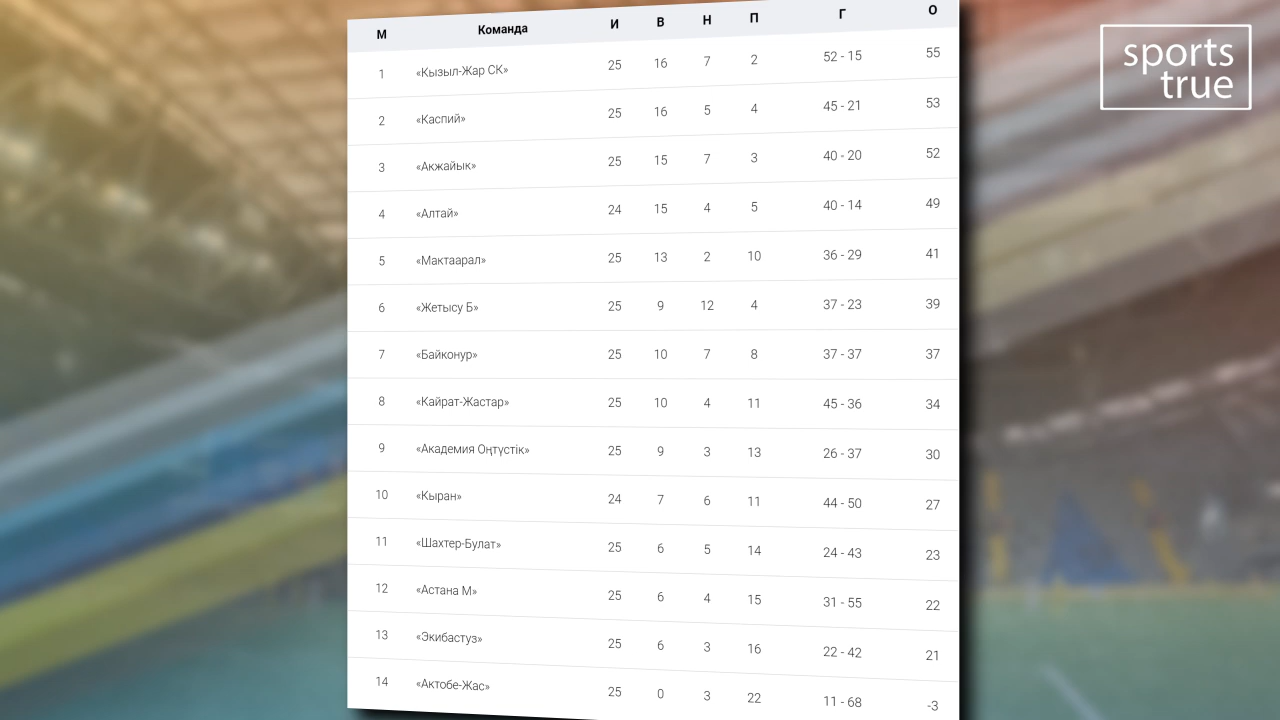 М Команда И В Н П Г О
1 «Кызыл-Жар СК» 25 16 7 2 52 - 15 55
2 «Каспий» 25 16 5 4 45 - 21 53
3 «Акжайык» 25 15 7 3 40 - 20 52
4 «Алтай» 24 15 4 5 40 - 14 49
5 «Мактаарал» 25 13 2 10 36 - 29 41
6 «Жетысу Б» 25 9 12 4 37 - 23 39
7 «Байконур» 25 10 7 8 37 - 37 37
8 «Кайрат-Жастар» 25 10 4 11 45 - 36 34
9 «Академия Оңтүстік» 25 9 3 13 26 - 37 30
10 «Кыран» 24 7 6 11 44 - 50 27
11 «Шахтер-Булат» 25 6 5 14 24 - 43 23
12 «Астана М» 25 6 4 15 31 - 55 22
13 «Экибастуз» 25 6 3 16 22 - 42 21
14 «Актобе-Жас» 25 0 3 22 11 - 68 -3
sports
true